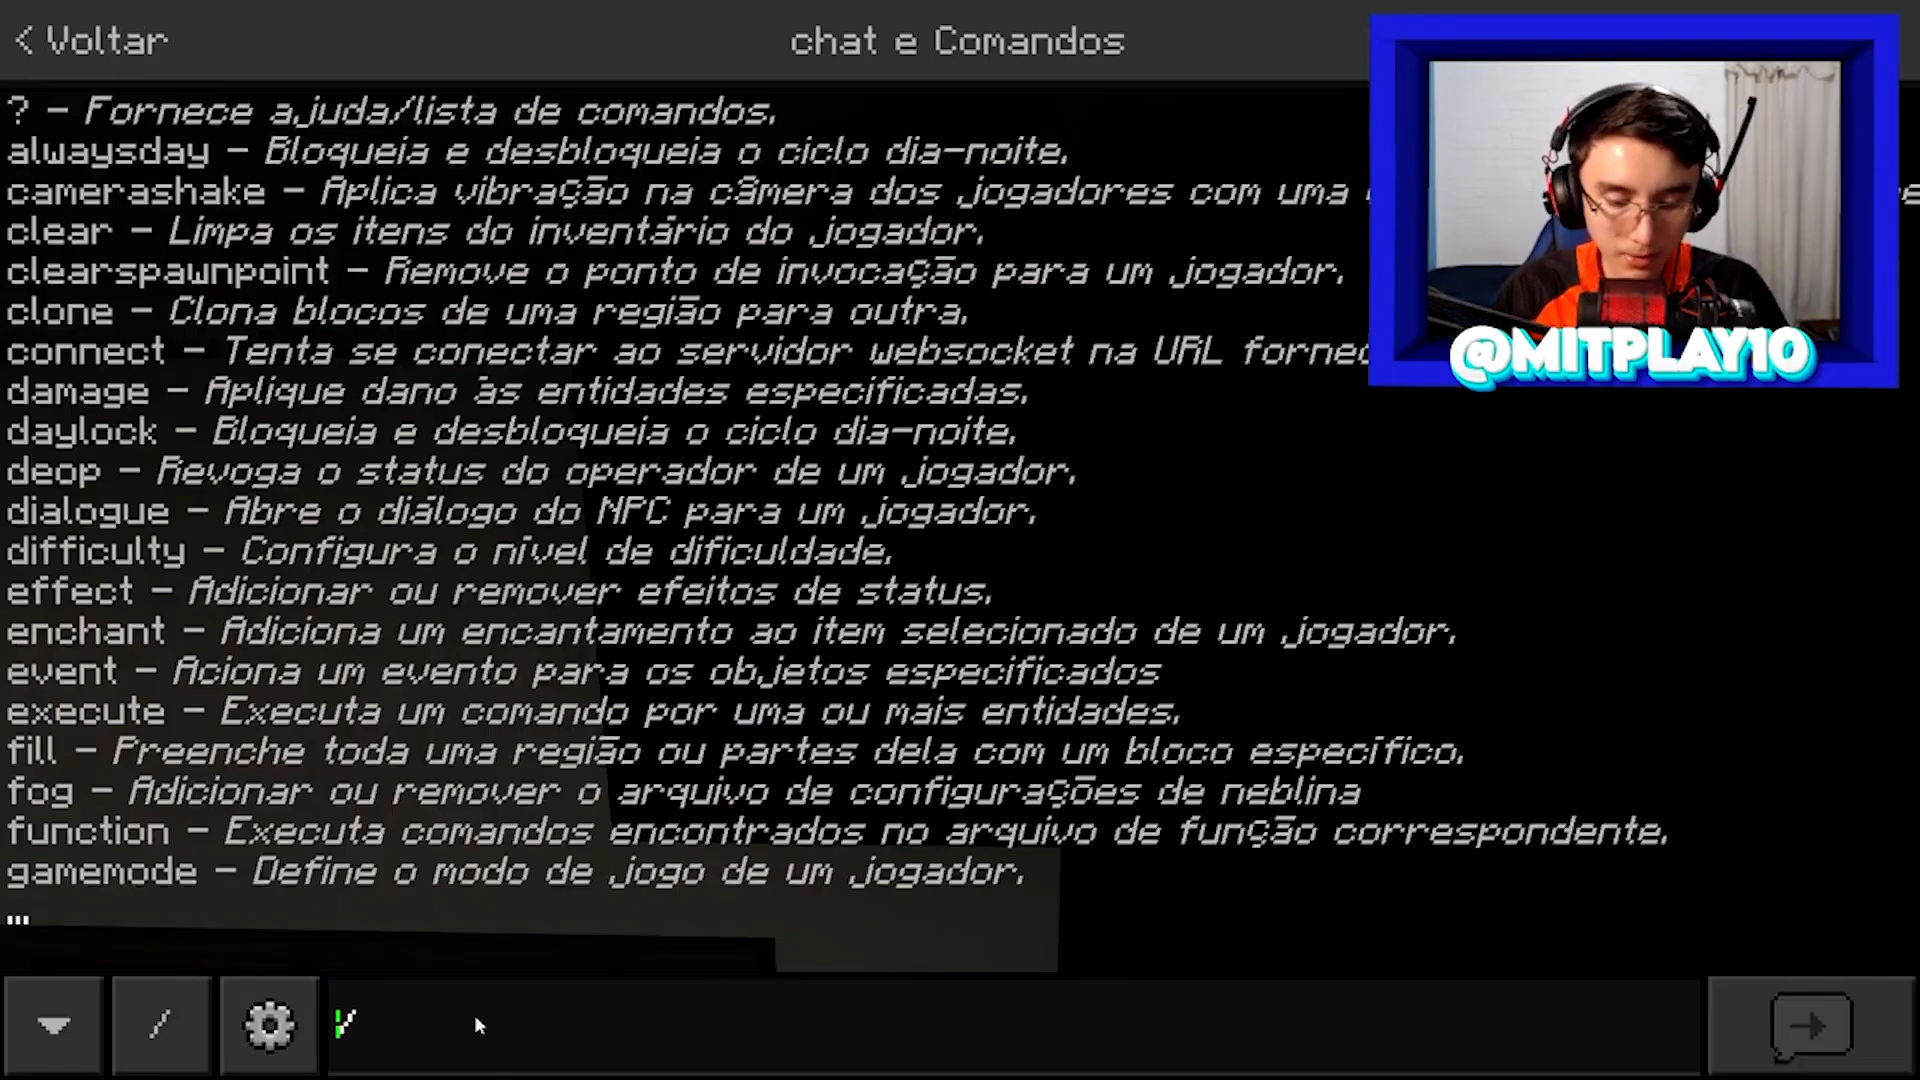 < Voltar
chat e Comandos
? – Fornece ajuda/lista de comandos.
alwaysday – Bloqueia e desbloqueia o ciclo dia-noite.
camerashake – Aplica vibração na câmera dos jogadores com uma
clear – Limpa os itens do inventário do jogador.
clearspawnpoint – Remove o ponto de invocação para um jogador.
clone – Clona blocos de uma região para outra.
connect – Tenta se conectar ao servidor websocket na URL fornec
damage – Aplique dano às entidades especificadas.
daylock – Bloqueia e desbloqueia o ciclo dia-noite.
deop – Revoga o status do operador de um jogador.
dialogue – Abre o diálogo do NPC para um jogador.
difficulty – Configura o nível de dificuldade.
effect – Adicionar ou remover efeitos de status.
enchant – Adiciona um encantamento ao item selecionado de um jogador.
event – Aciona um evento para os objetos especificados
execute – Executa um comando por uma ou mais entidades.
fill – Preenche toda uma região ou partes dela com um bloco específico.
fog – Adicionar ou remover o arquivo de configurações de neblina
function – Executa comandos encontrados no arquivo de função correspondente.
gamemode – Define o modo de jogo de um jogador.
...
/
/
@MITPLAY10